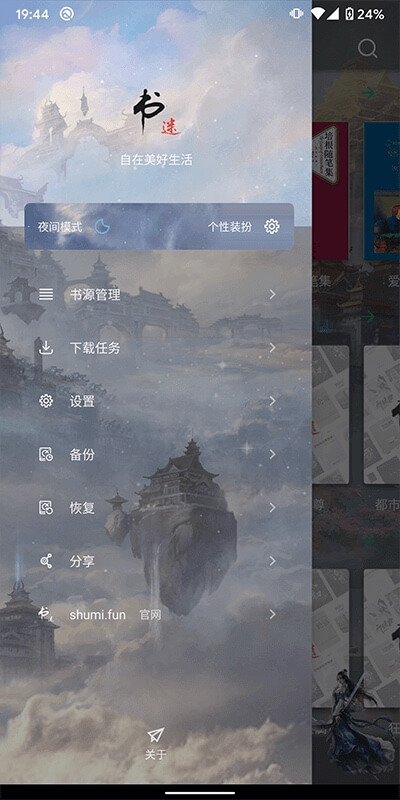 19:44
24%
书
迷
自在美好生活
夜间模式
个性装扮
书源管理
下载任务
设置
备份
恢复
分享
shumi.fun 官网
关于
培根随笔集
笔集
爱
尊
都市